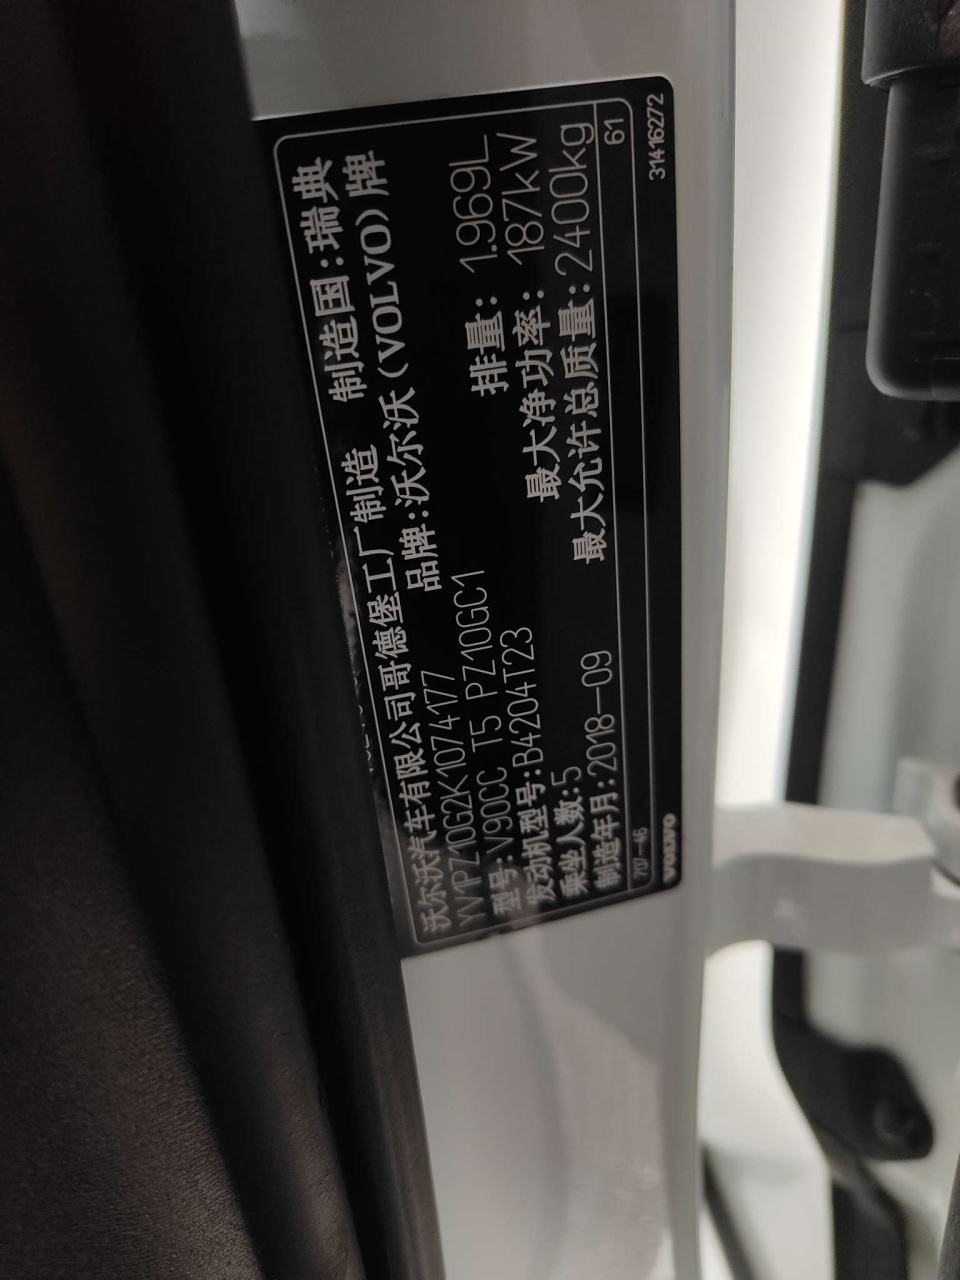 沃尔沃汽车有限公司哥德堡工厂制造 制造国:瑞典
YV1PZ10G2K1074177 品牌:沃尔沃(VOLVO)牌
型号:V90CC T5 PZ10GC1
发动机型号:B4204T23 排量: 1.969L
乘坐人数:5 最大净功率: 187kW
制造年月:2018-09 最大允许总质量:2400kg
707-46 61
VOLVO 31416272